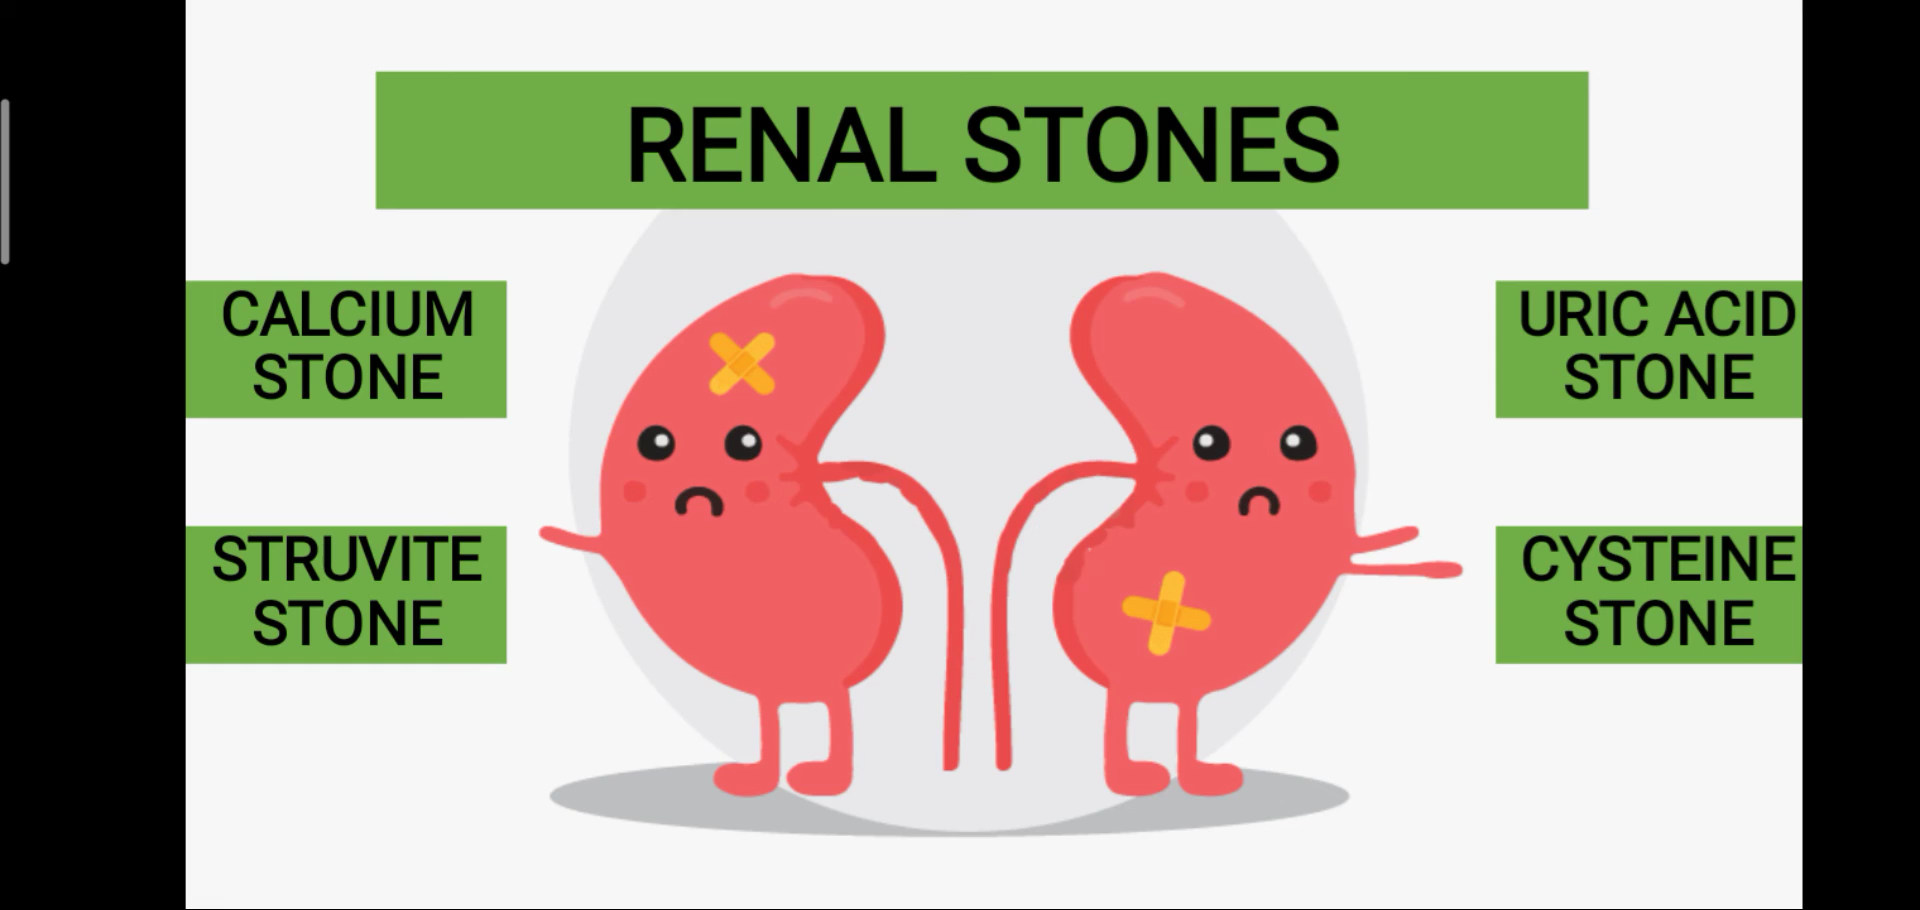 RENAL STONES
CALCIUM
STONE
URIC ACID
STONE
STRUVITE
STONE
CYSTEINE
STONE